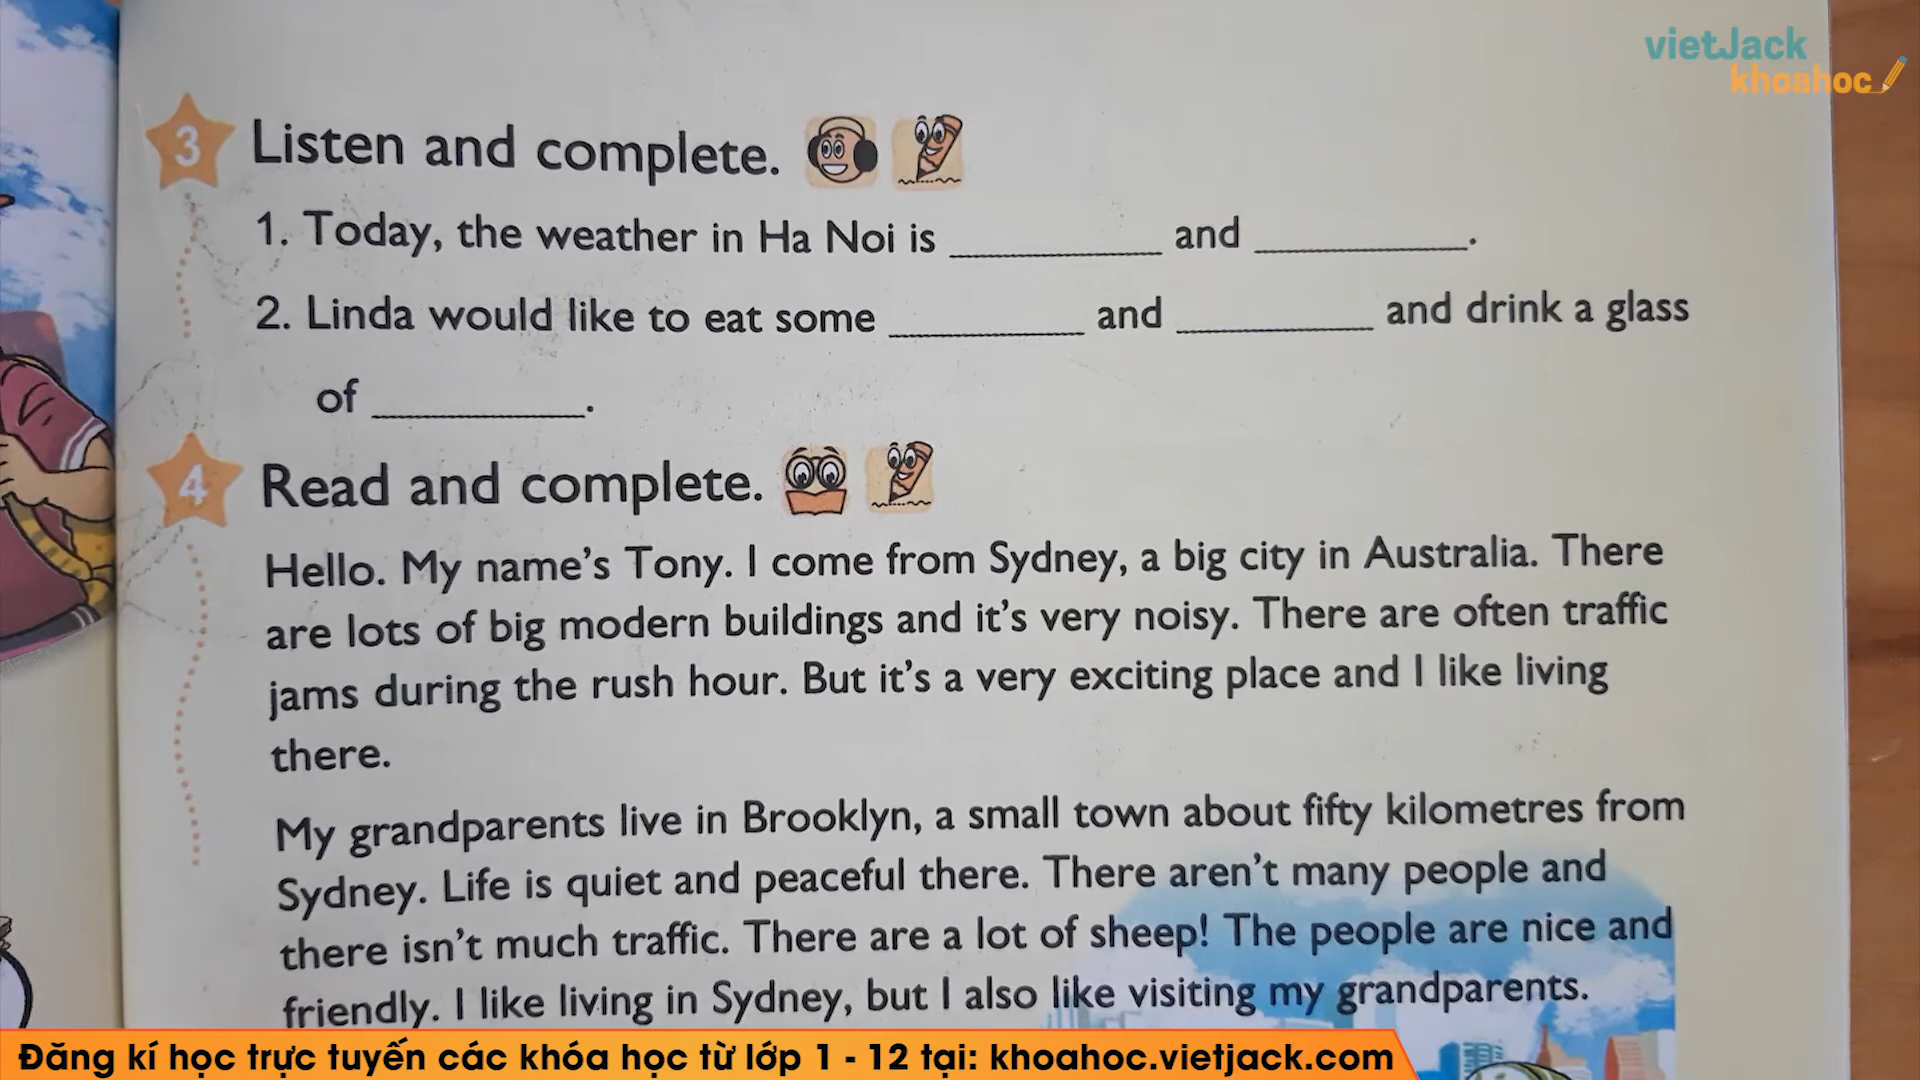 vietJack
khoahoc
3 Listen and complete.
1. Today, the weather in Ha Noi is __________ and __________.
2. Linda would like to eat some __________ and __________ and drink a glass
of __________.
4 Read and complete.
Hello. My name's Tony. I come from Sydney, a big city in Australia. There
are lots of big modern buildings and it's very noisy. There are often traffic
jams during the rush hour. But it's a very exciting place and I like living
there.
My grandparents live in Brooklyn, a small town about fifty kilometres from
Sydney. Life is quiet and peaceful there. There aren't many people and
there isn't much traffic. There are a lot of sheep! The people are nice and
friendly. I like living in Sydney, but I also like visiting my grandparents.
Đăng kí học trực tuyến các khóa học từ lớp 1 - 12 tại: khoahoc.vietjack.com